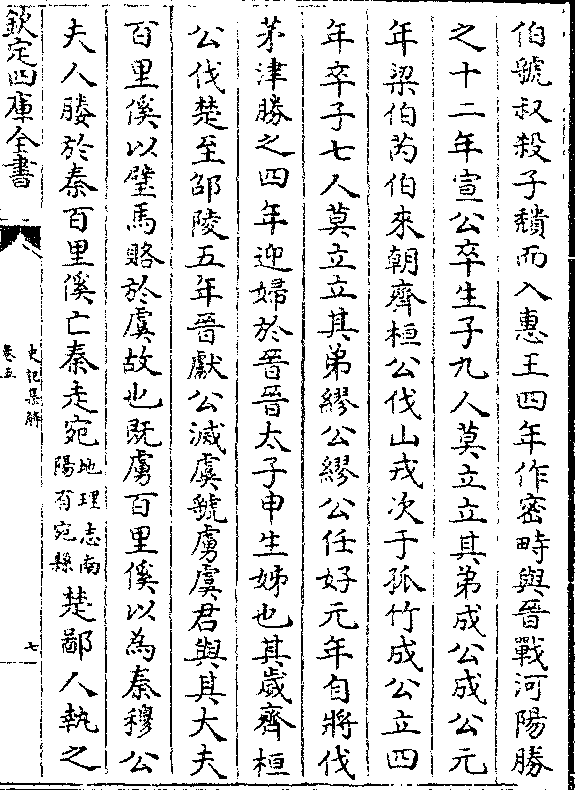 伯虢叔殺子頽而入惠王四年作密畤與晉戰河陽勝
之十二年宣公卒生子九人莫立立其弟成公成公元
年梁伯芮伯來朝齊桓公伐山戎次于孤竹成公立四
年卒子七人莫立立其弟繆公繆公任好元年自將伐
茅津勝之四年迎婦於晉晉太子申生姊也其歲齊桓
公伐楚至邵陵五年晉獻公滅虞虢虜虞君與其大夫
百里傒以璧馬賂於虞故也既虜百里傒以為秦穆公
夫人媵於秦百里傒亡秦走宛地理志南陽有宛縣楚鄙人執之
欽定四庫全書
史記集解
卷五
七